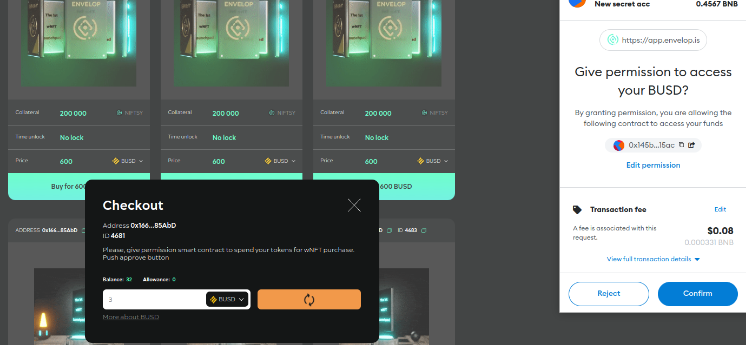 New secret acc
0.4567 BNB
https://app.envelop.is
Give permission to access
your BUSD?
By granting permission, you are allowing the
following contract to access your funds
0x145b...15ac
Edit permission
Transaction fee
Edit
A fee is associated with this
request.
$0.08
0.000331 BNB
View full transaction details
Reject
Confirm
ENVELOP
ENVELOP
ENVELOP
Collateral
200 000
NIFTSY
Time unlock
No lock
Price
600
BUSD
Collateral
200 000
NIFTSY
Time unlock
No lock
Price
600
BUSD
Collateral
200 000
NIFTSY
Time unlock
No lock
Price
600
BUSD
Buy for 600
600 BUSD
ADDRESS 0x166...85AbD
ID 4683
Checkout
Address 0x166...85AbD
ID 4681
Please, give permission smart contract to spend your tokens for wNFT purchase.
Push approve button
Balance: 32
Allowance: 0
3
BUSD
More about BUSD